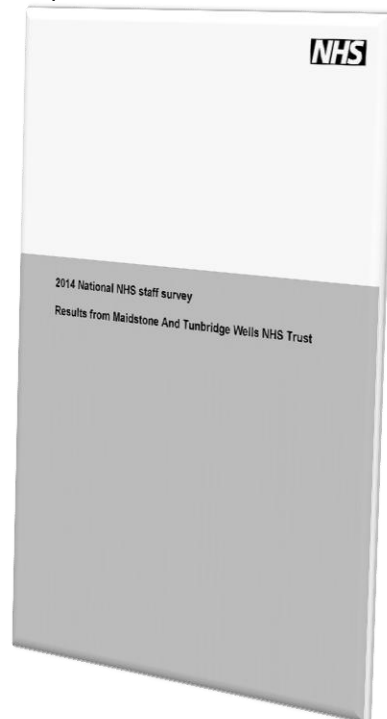 NHS
2014 National NHS staff survey
Results from Maidstone And Tunbridge Wells NHS Trust